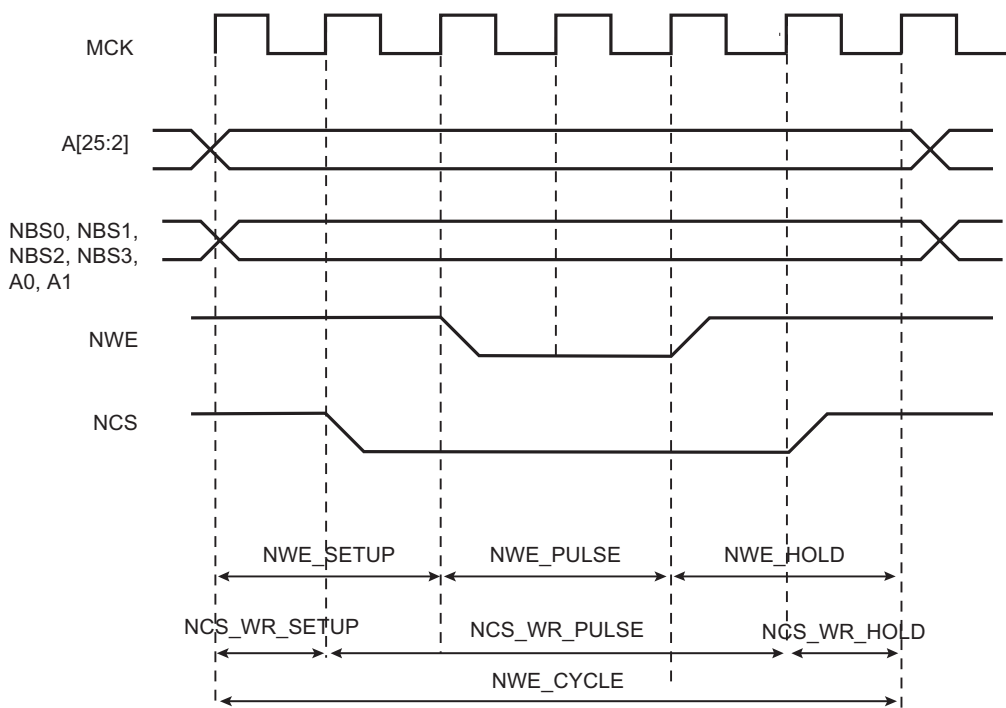 MCK
A[25:2]
NBS0, NBS1,
NBS2, NBS3,
A0, A1
NWE
NCS
NWE_SETUP
NWE_PULSE
NWE_HOLD
NCS_WR_SETUP
NCS_WR_PULSE
NCS_WR_HOLD
NWE_CYCLE